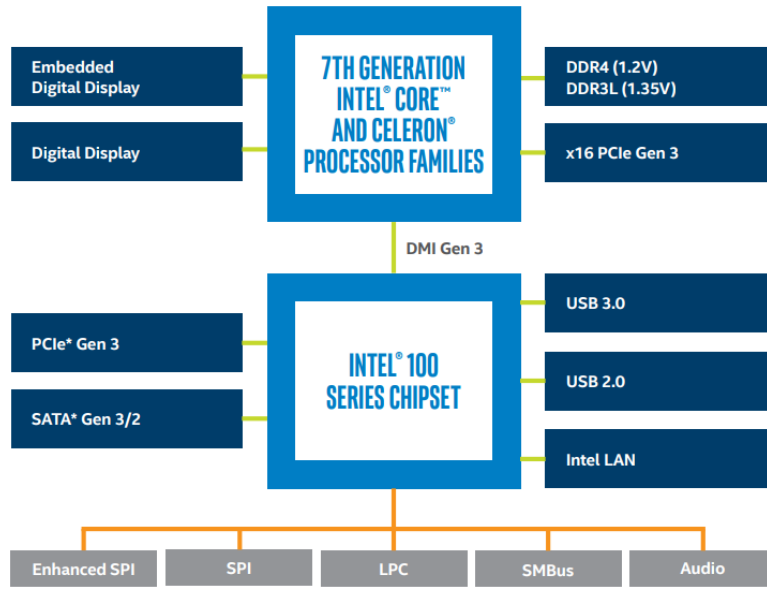 Embedded
Digital Display
Digital Display
7TH GENERATION
INTEL® CORE™
AND CELERON®
PROCESSOR FAMILIES
DDR4 (1.2V)
DDR3L (1.35V)
x16 PCIe Gen 3
DMI Gen 3
PCIe* Gen 3
SATA* Gen 3/2
INTEL® 100
SERIES CHIPSET
USB 3.0
USB 2.0
Intel LAN
Enhanced SPI
SPI
LPC
SMBus
Audio